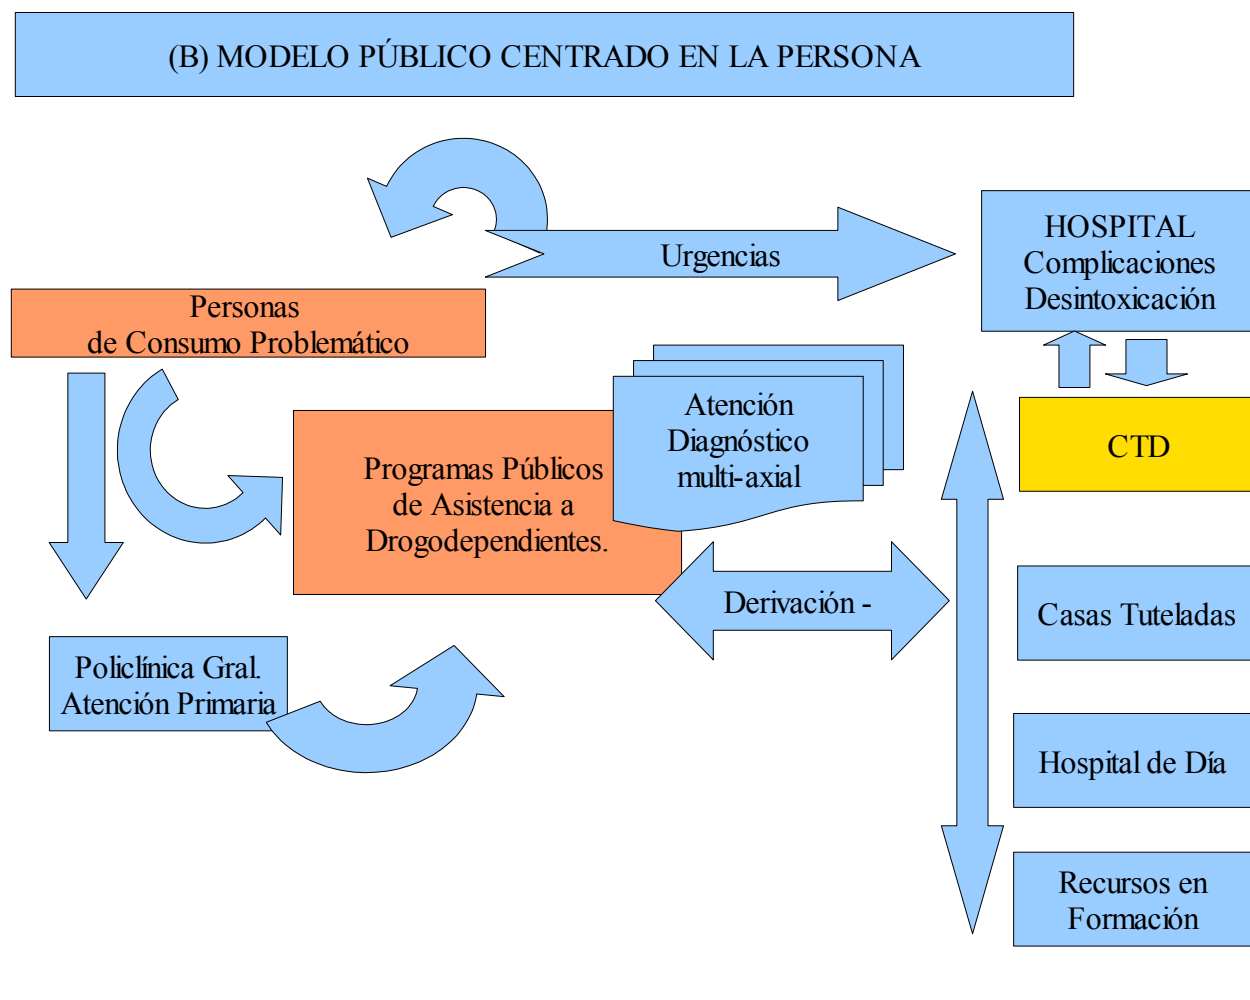 (B) MODELO PÚBLICO CENTRADO EN LA PERSONA
Urgencias
HOSPITAL
Complicaciones
Desintoxicación
Personas
de Consumo Problemático
Atención
Diagnóstico
multi-axial
CTD
Programas Públicos
de Asistencia a
Drogodependientes.
Derivación -
Casas Tuteladas
Policlínica Gral.
Atención Primaria
Hospital de Día
Recursos en
Formación